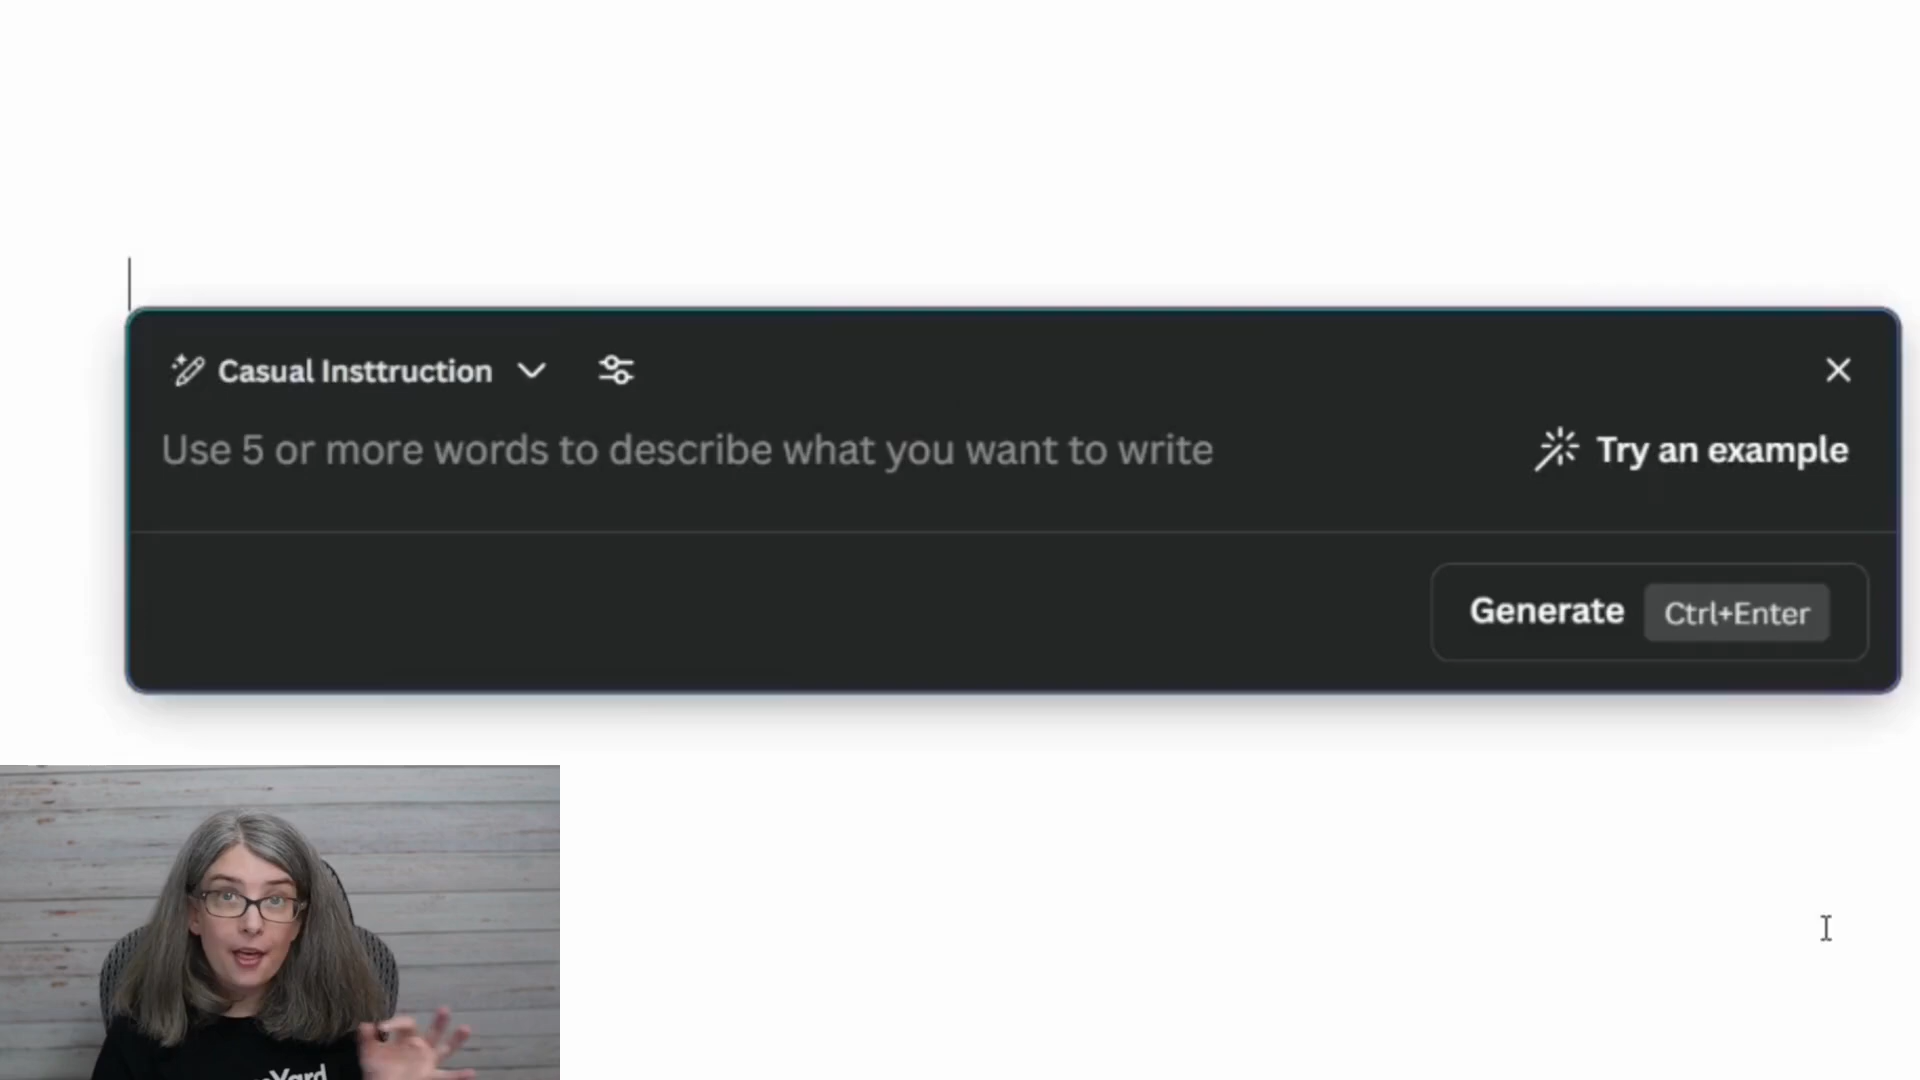 Casual Insttruction
Use 5 or more words to describe what you want to write
Try an example
Generate Ctrl+Enter
Yard